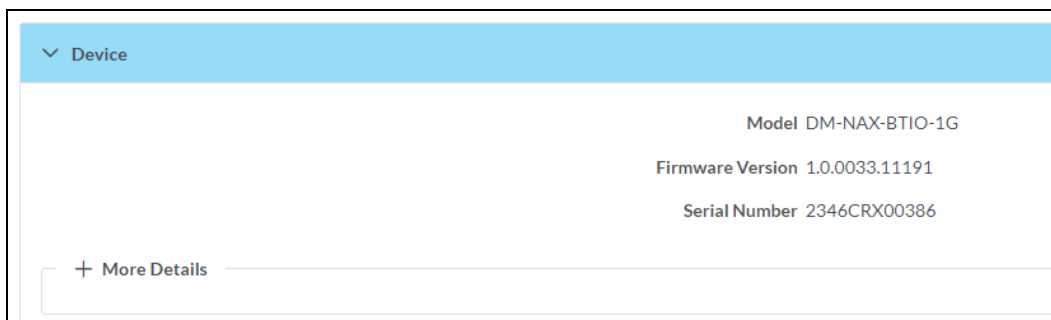 Device
Model DM-NAX-BTIO-1G
Firmware Version 1.0.0033.11191
Serial Number 2346CRX00386
+ More Details